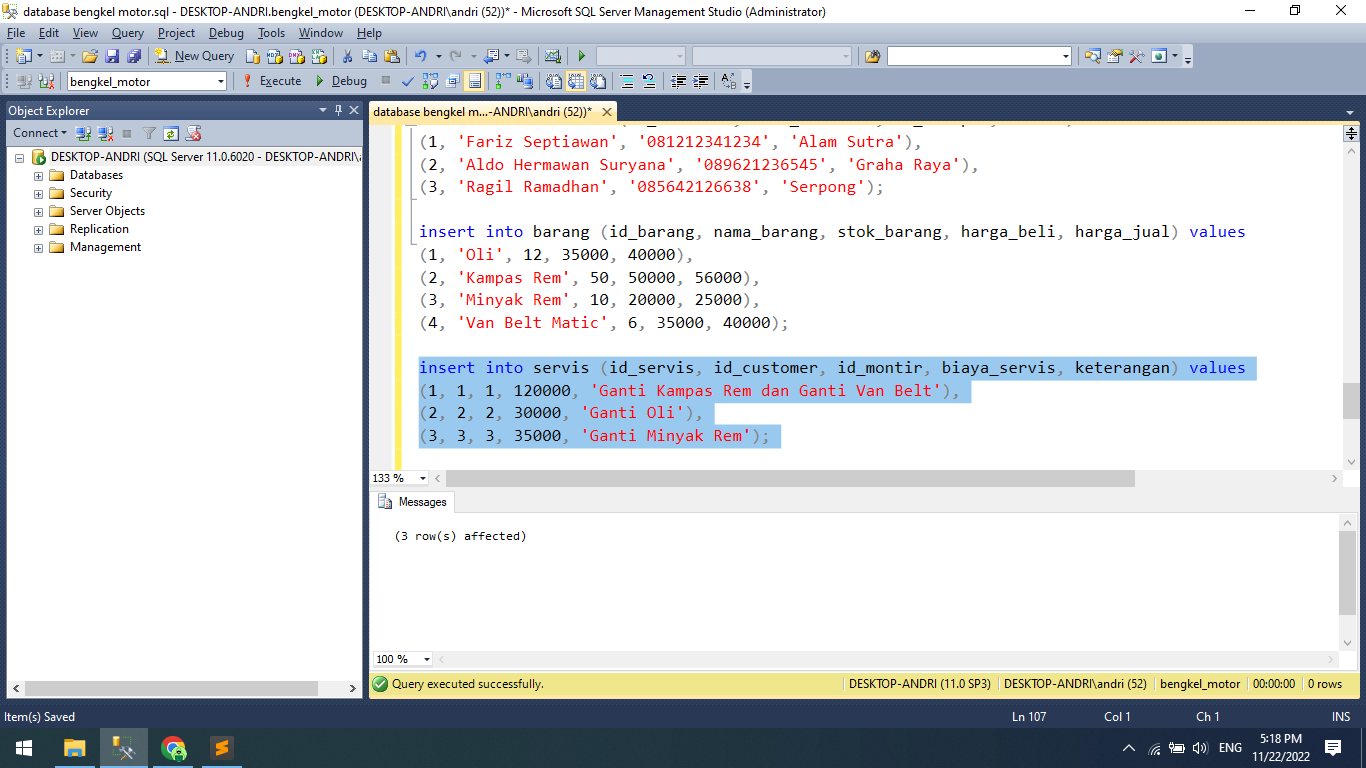 database bengkel motor.sql - DESKTOP-ANDRI.bengkel_motor (DESKTOP-ANDRI\andri (52))* - Microsoft SQL Server Management Studio (Administrator)
File Edit View Query Project Debug Tools Window Help
New Query
bengkel_motor Execute Debug
Object Explorer
Connect
DESKTOP-ANDRI (SQL Server 11.0.6020 - DESKTOP-ANDRI\
Databases
Security
Server Objects
Replication
Management
database bengkel m...-ANDRI\andri (52))*
(1, 'Fariz Septiawan', '081212341234', 'Alam Sutra'),
(2, 'Aldo Hermawan Suryana', '089621236545', 'Graha Raya'),
(3, 'Ragil Ramadhan', '085642126638', 'Serpong');
insert into barang (id_barang, nama_barang, stok_barang, harga_beli, harga_jual) values
(1, 'Oli', 12, 35000, 40000),
(2, 'Kampas Rem', 50, 50000, 56000),
(3, 'Minyak Rem', 10, 20000, 25000),
(4, 'Van Belt Matic', 6, 35000, 40000);
insert into servis (id_servis, id_customer, id_montir, biaya_servis, keterangan) values
(1, 1, 1, 120000, 'Ganti Kampas Rem dan Ganti Van Belt'),
(2, 2, 2, 30000, 'Ganti Oli'),
(3, 3, 3, 35000, 'Ganti Minyak Rem');
133 %
Messages
(3 row(s) affected)
100 %
Query executed successfully. DESKTOP-ANDRI (11.0 SP3) DESKTOP-ANDRI\andri (52) bengkel_motor 00:00:00 0 rows
Item(s) Saved Ln 107 Col 1 Ch 1 INS
ENG 5:18 PM
11/22/2022